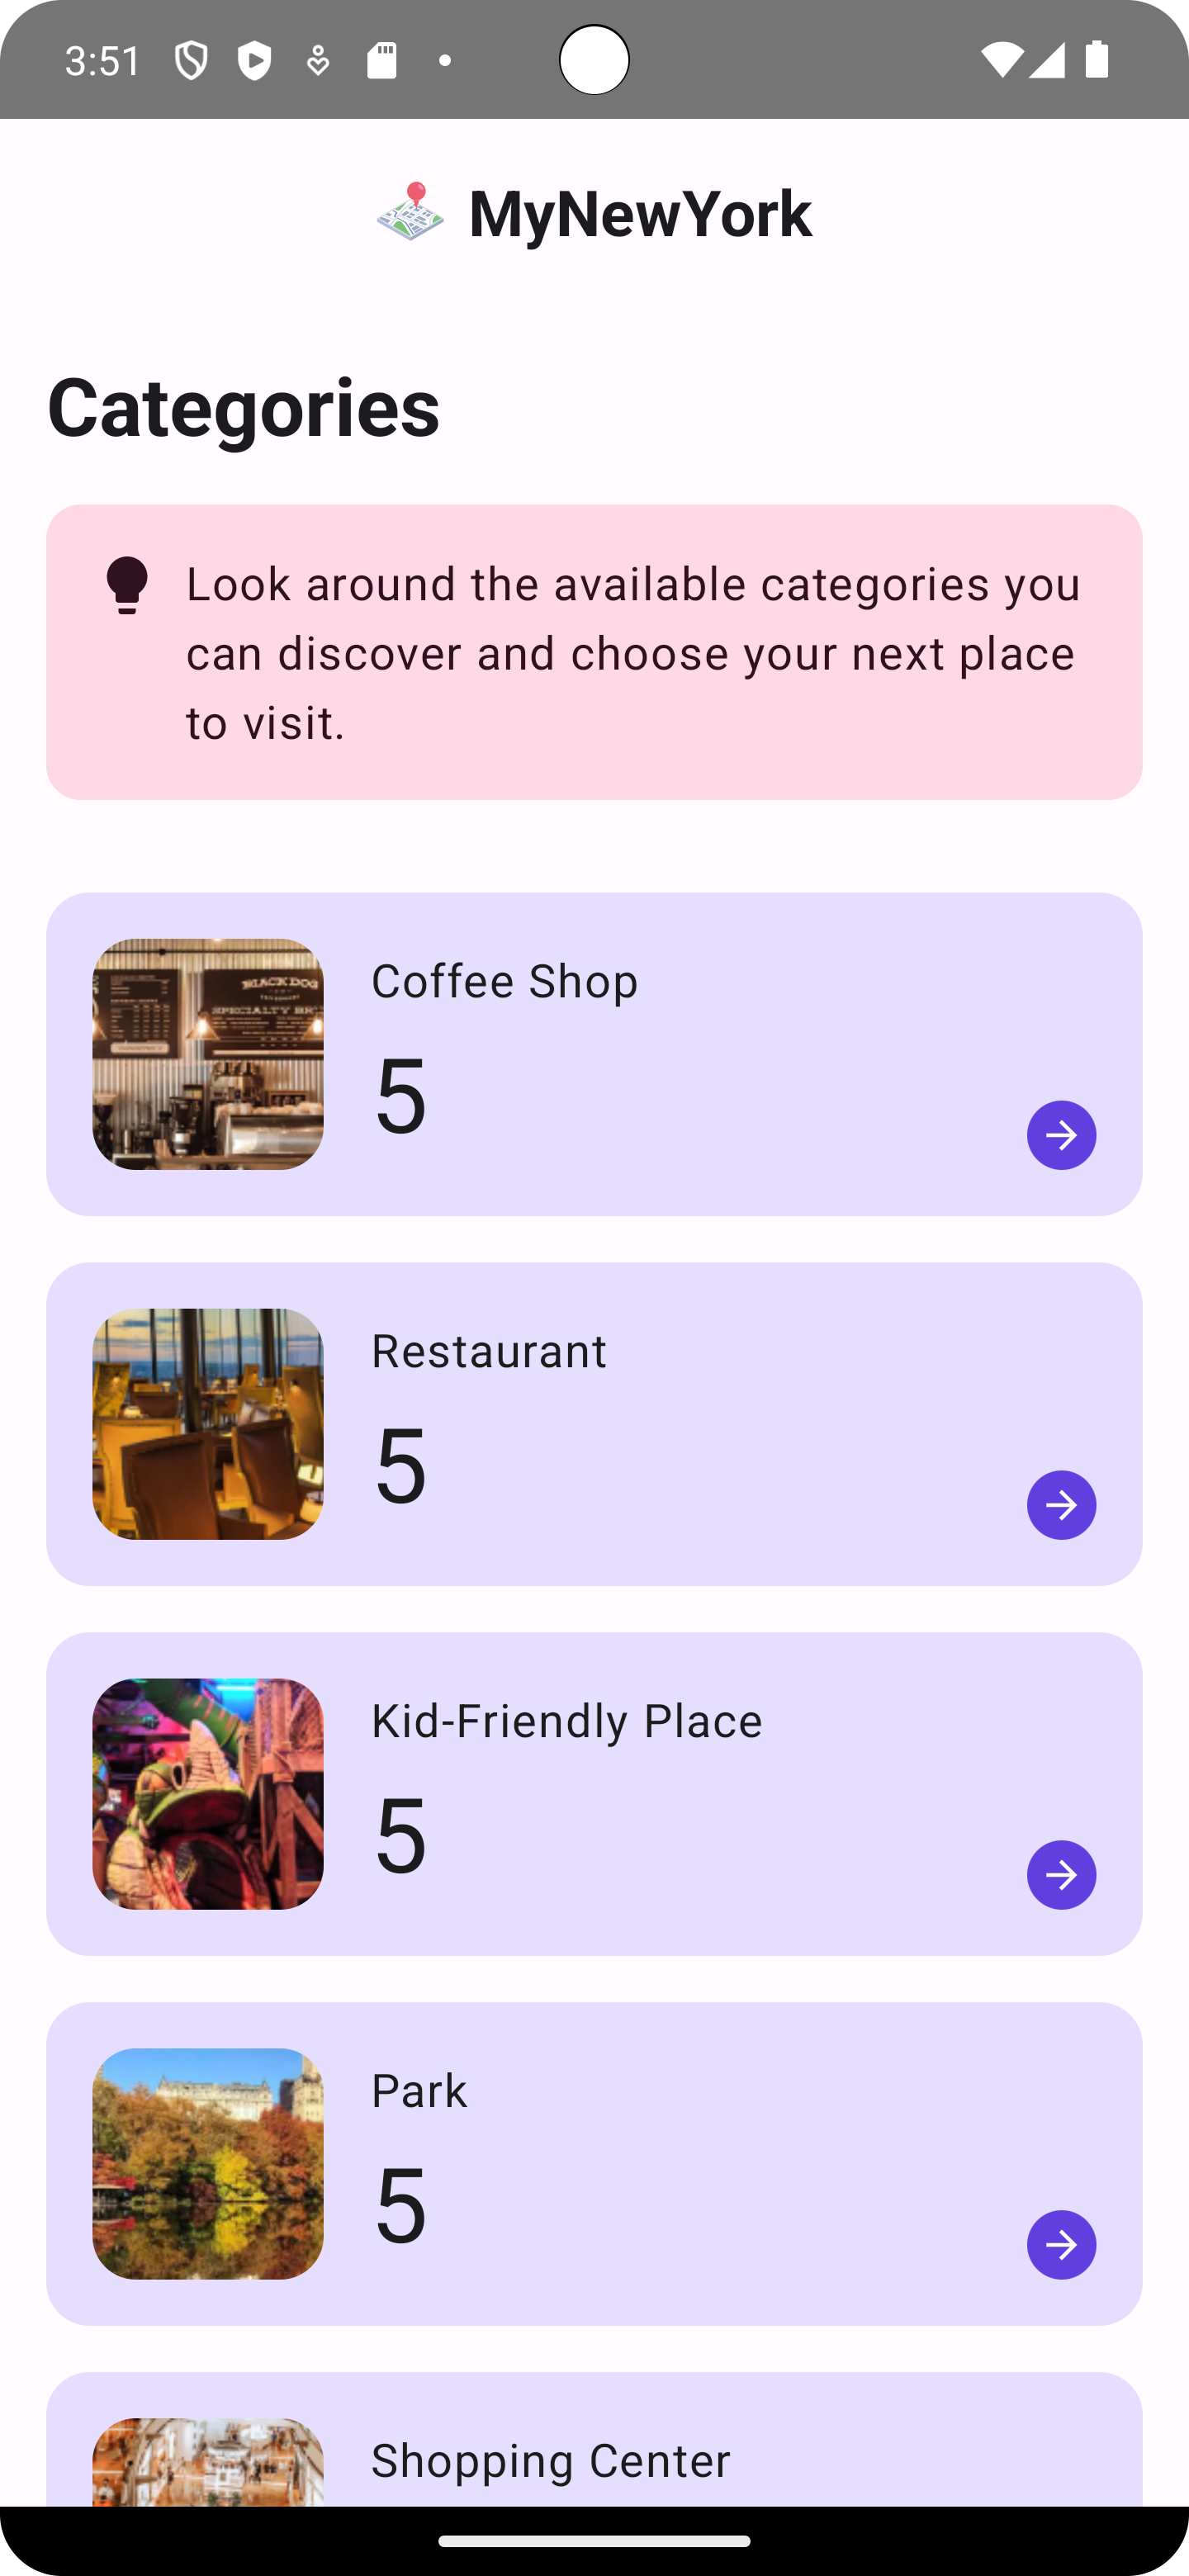 3:51
MyNewYork
Categories
Look around the available categories you
can discover and choose your next place
to visit.
BLACK DOG
SPECIALTY BR
Coffee Shop
5
Restaurant
5
Kid-Friendly Place
5
Park
5
Shopping Center